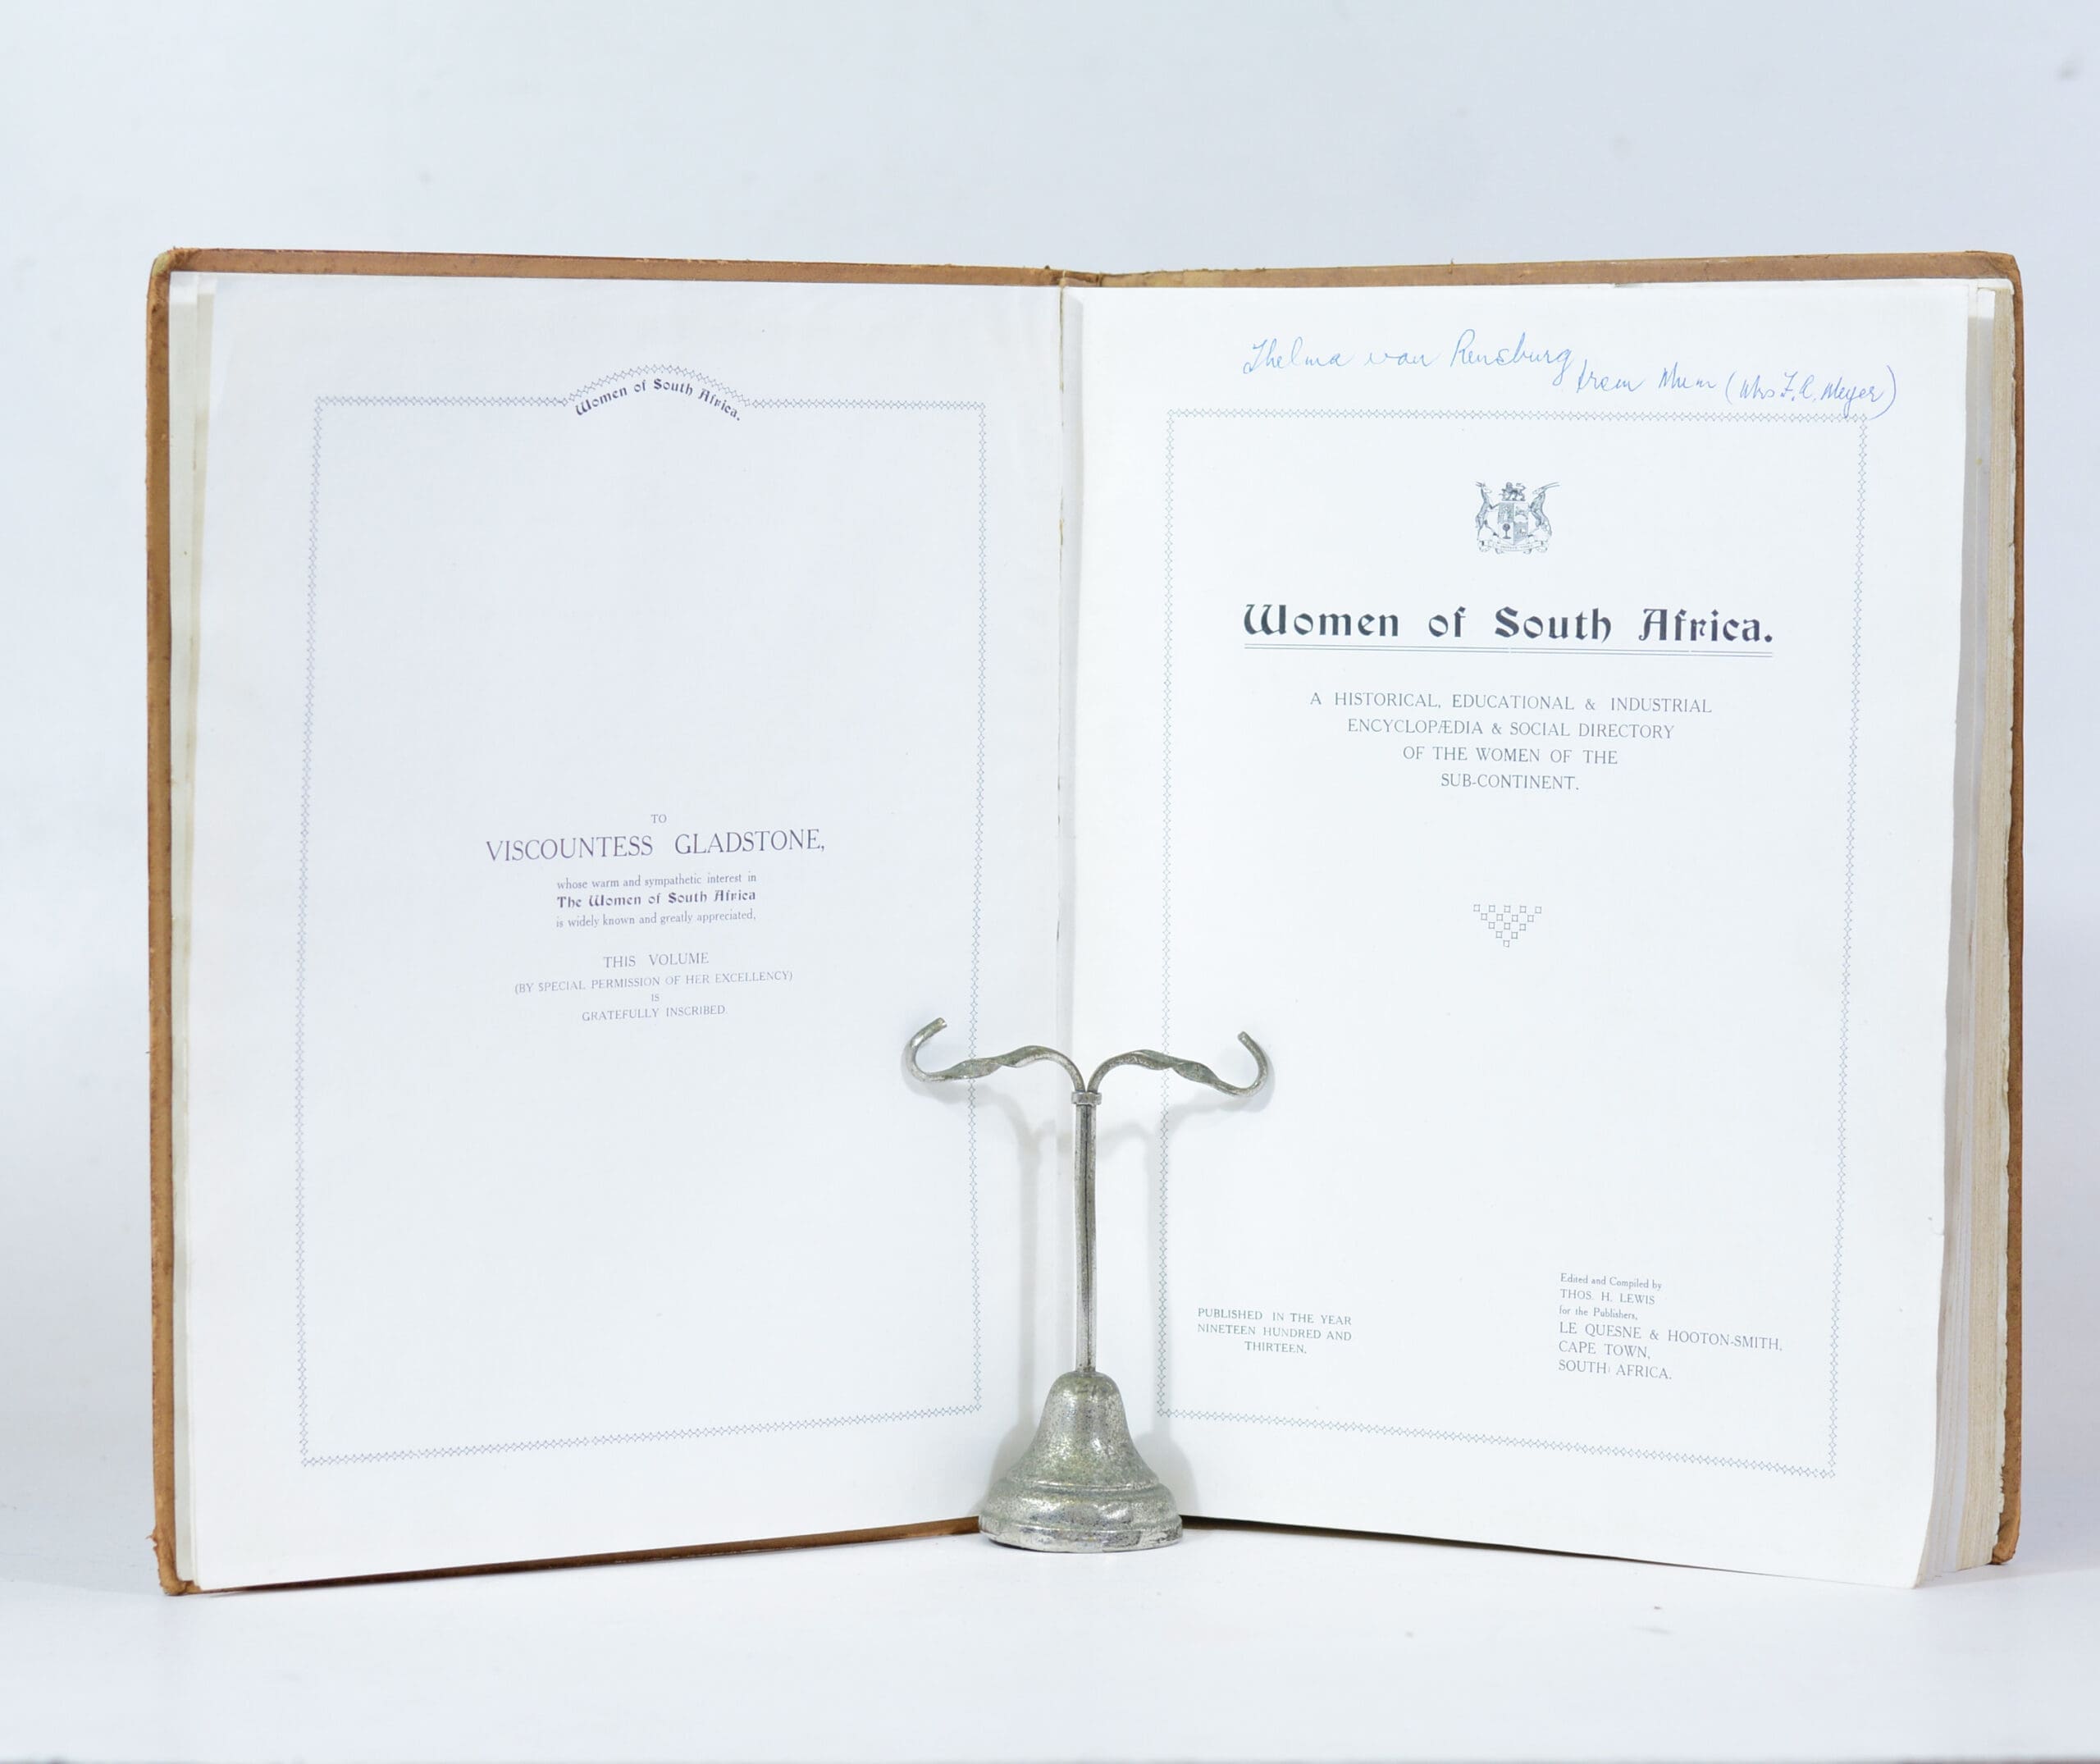 Women of South Africa.
TO
VISCOUNTESS GLADSTONE,
whose warm and sympathetic interest in
The Women of South Africa
is widely known and greatly appreciated,
THIS VOLUME
(BY SPECIAL PERMISSION OF HER EXCELLENCY)
IS
GRATEFULLY INSCRIBED
Thelma van Rensburg
from Mum (Mrs F. C. Meyer)
Women of South Africa.
A HISTORICAL, EDUCATIONAL & INDUSTRIAL
ENCYCLOPÆDIA & SOCIAL DIRECTORY
OF THE WOMEN OF THE
SUB-CONTINENT.
PUBLISHED IN THE YEAR
NINETEEN HUNDRED AND
THIRTEEN.
Edited and Compiled by
THOS. H. LEWIS
for the Publishers,
LE QUESNE & HOOTON-SMITH,
CAPE TOWN,
SOUTH AFRICA.